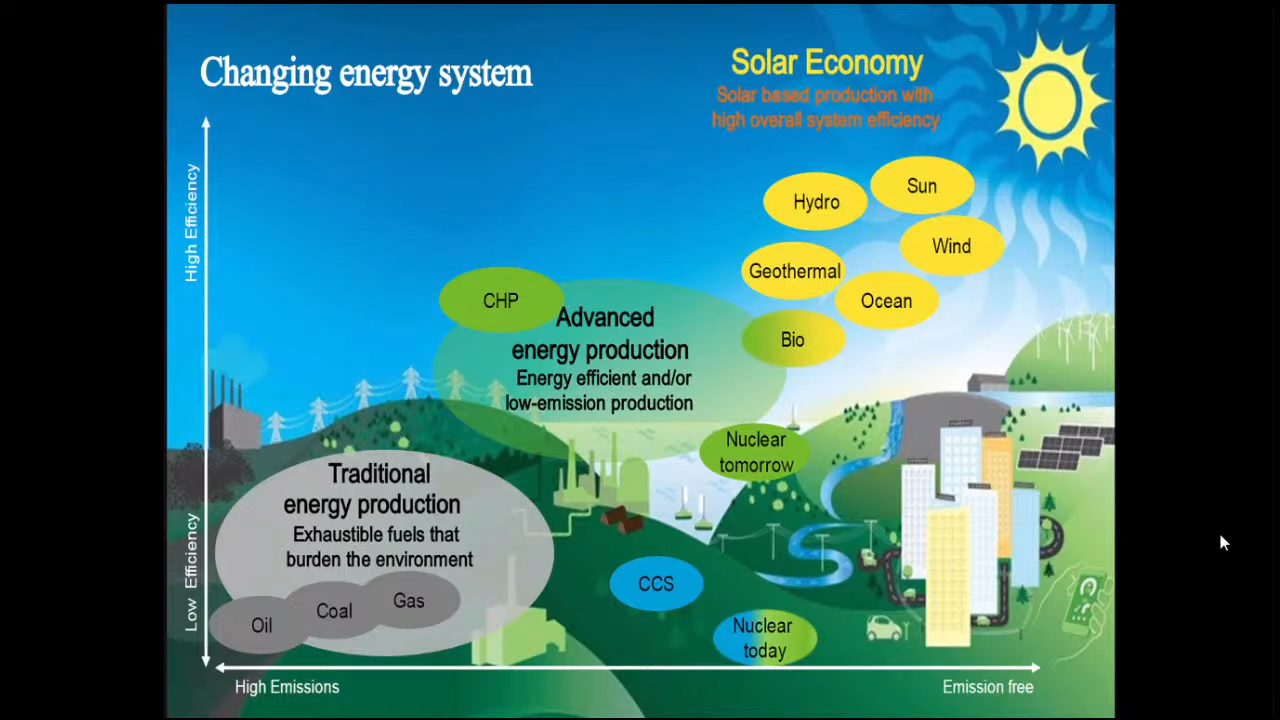 Changing energy system
Solar Economy
Solar based production with
high overall system efficiency
High Efficiency
Low Efficiency
Hydro
Sun
Wind
Geothermal
Ocean
Bio
CHP
Advanced
energy production
Energy efficient and/or
low-emission production
Nuclear
tomorrow
Traditional
energy production
Exhaustible fuels that
burden the environment
Oil
Coal
Gas
CCS
Nuclear
today
High Emissions
Emission free